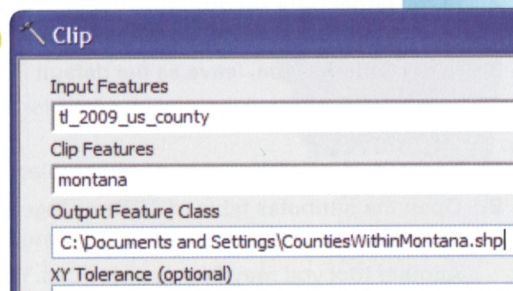 Clip
Input Features
tl_2009_us_county
Clip Features
montana
Output Feature Class
C:\Documents and Settings\CountiesWithinMontana.shp
XY Tolerance (optional)